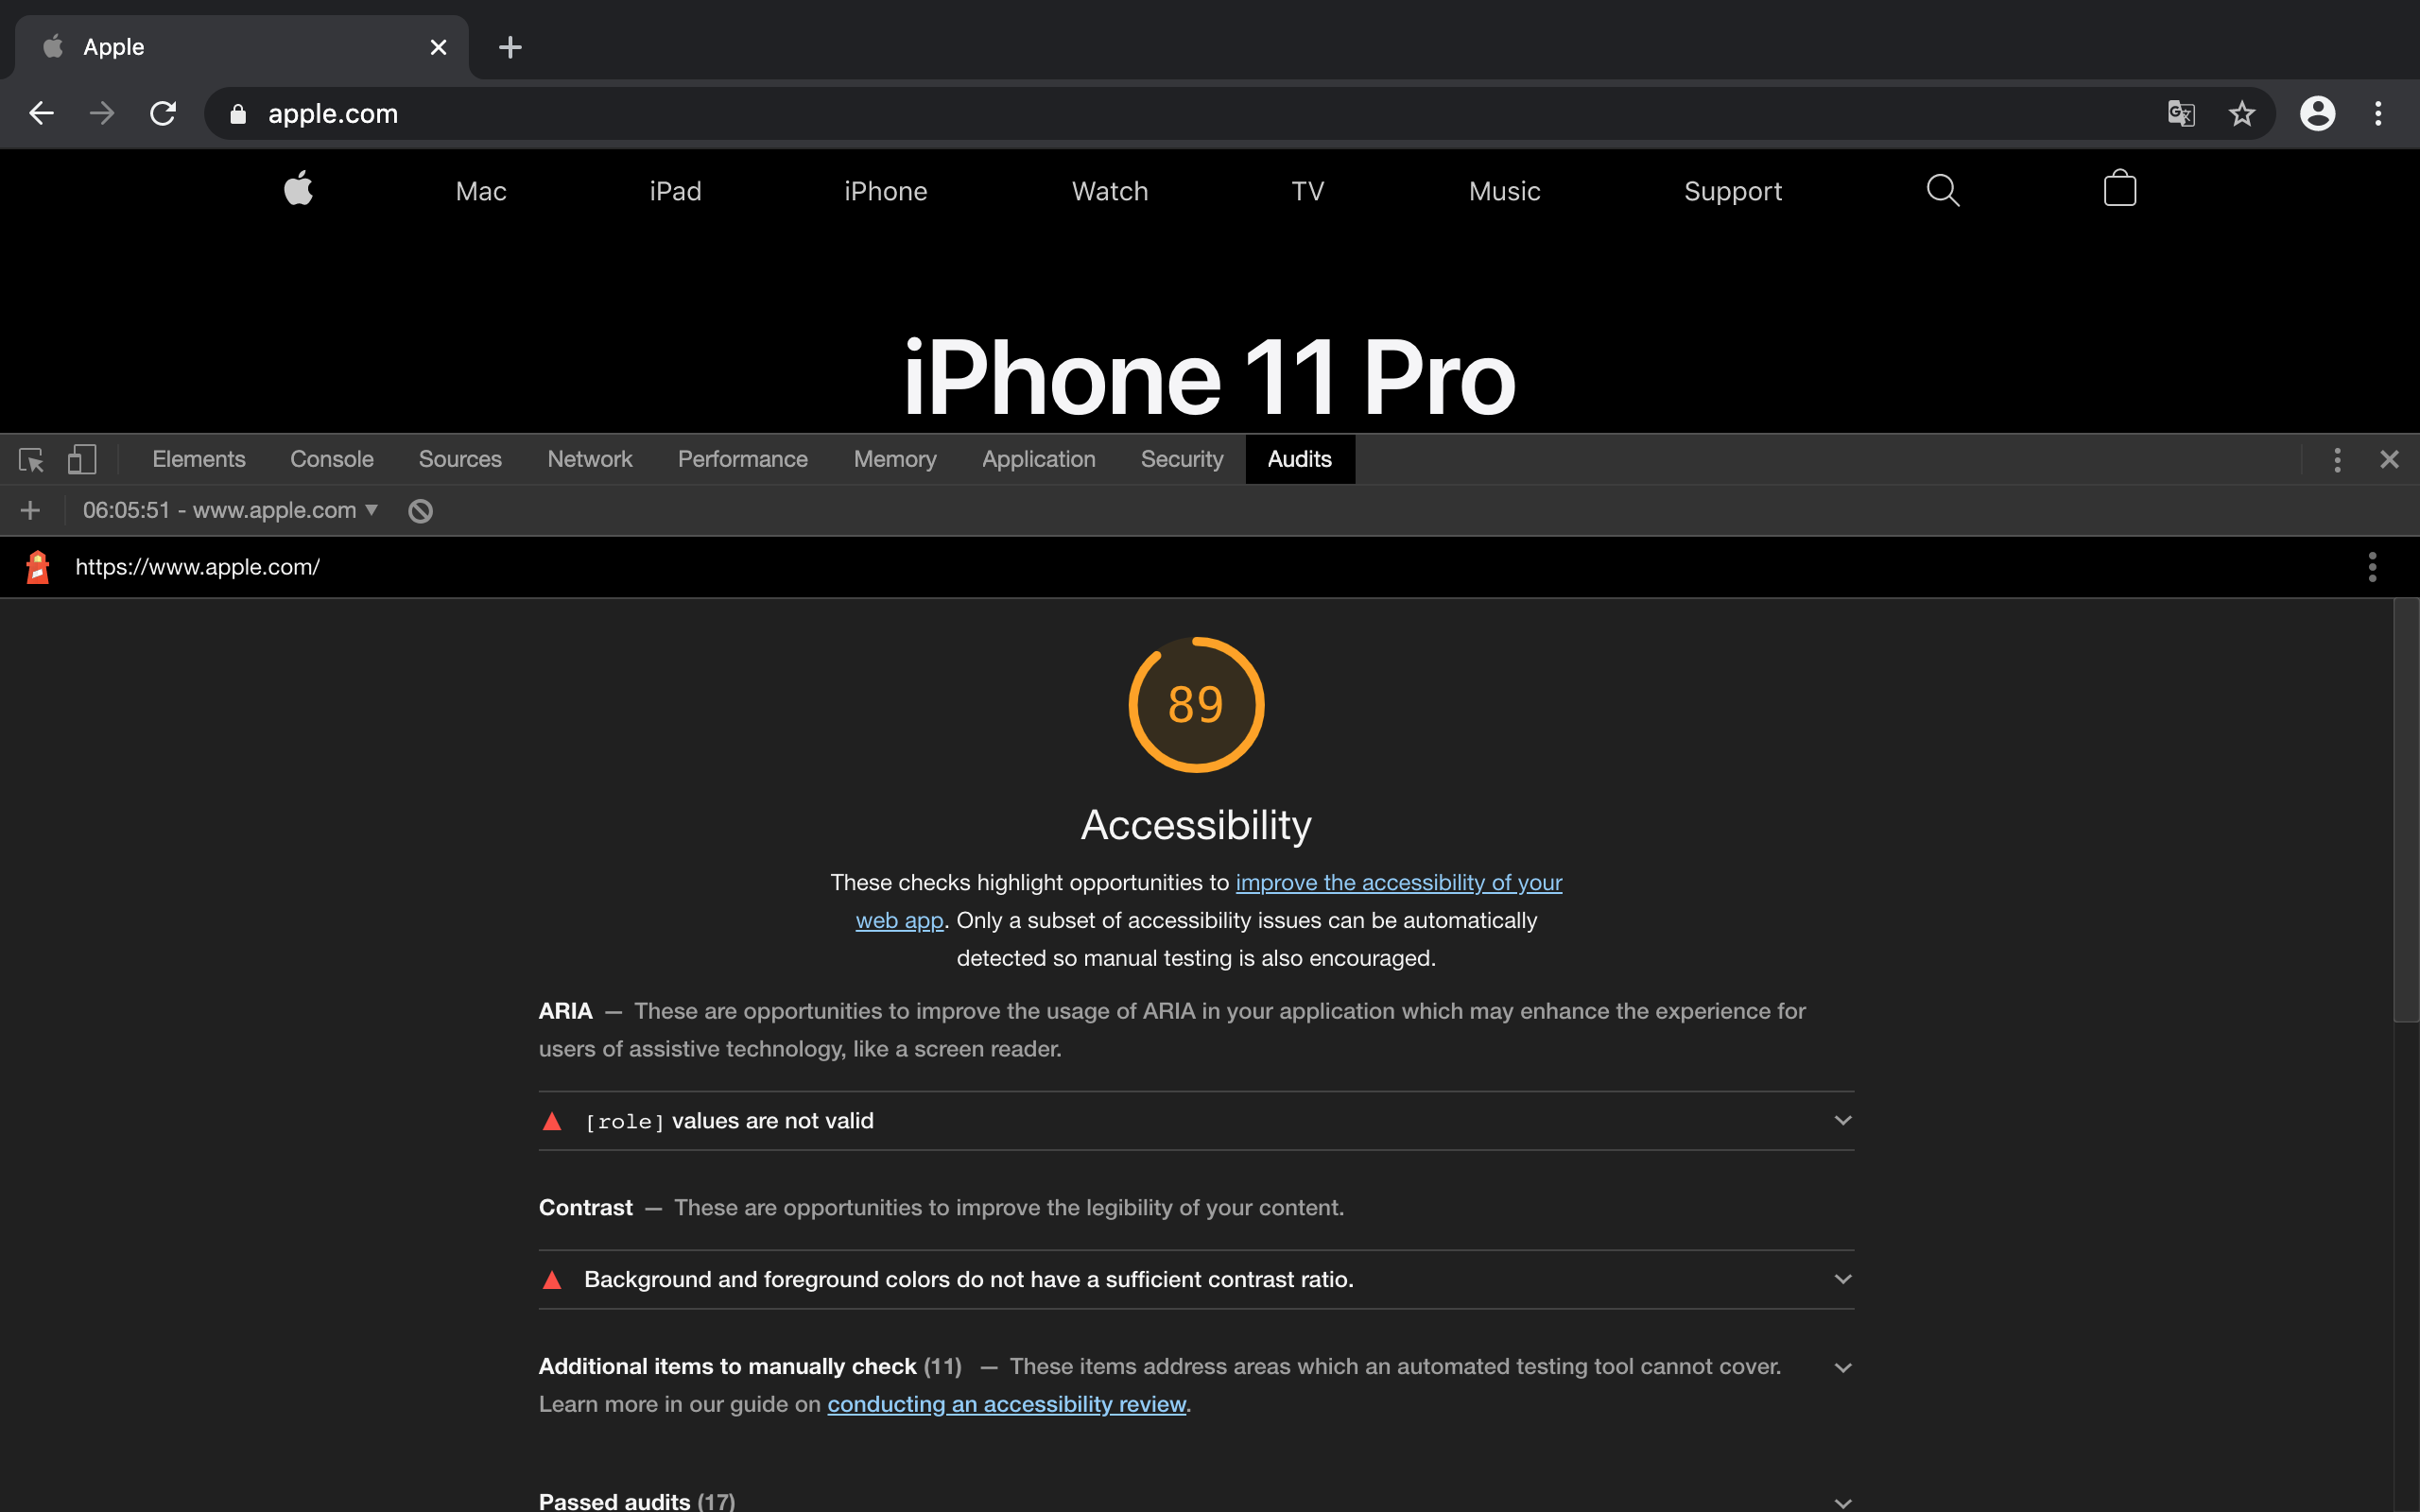 Apple
apple.com
Mac iPad iPhone Watch TV Music Support
iPhone 11 Pro
Elements Console Sources Network Performance Memory Application Security Audits
06:05:51 - www.apple.com
https://www.apple.com/
89
Accessibility
These checks highlight opportunities to improve the accessibility of your
web app. Only a subset of accessibility issues can be automatically
detected so manual testing is also encouraged.
ARIA — These are opportunities to improve the usage of ARIA in your application which may enhance the experience for
users of assistive technology, like a screen reader.
[role] values are not valid
Contrast — These are opportunities to improve the legibility of your content.
Background and foreground colors do not have a sufficient contrast ratio.
Additional items to manually check (11) — These items address areas which an automated testing tool cannot cover.
Learn more in our guide on conducting an accessibility review.
Passed audits (17)